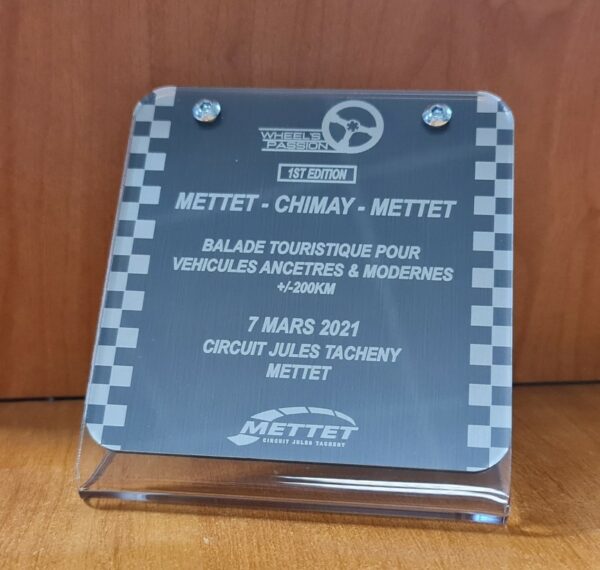 WHEEL'S
PASSION
1ST EDITION
METTET - CHIMAY - METTET
BALADE TOURISTIQUE POUR
VEHICULES ANCETRES & MODERNES
+/-200KM
7 MARS 2021
CIRCUIT JULES TACHENY
METTET
METTET
CIRCUIT JULES TACHENY